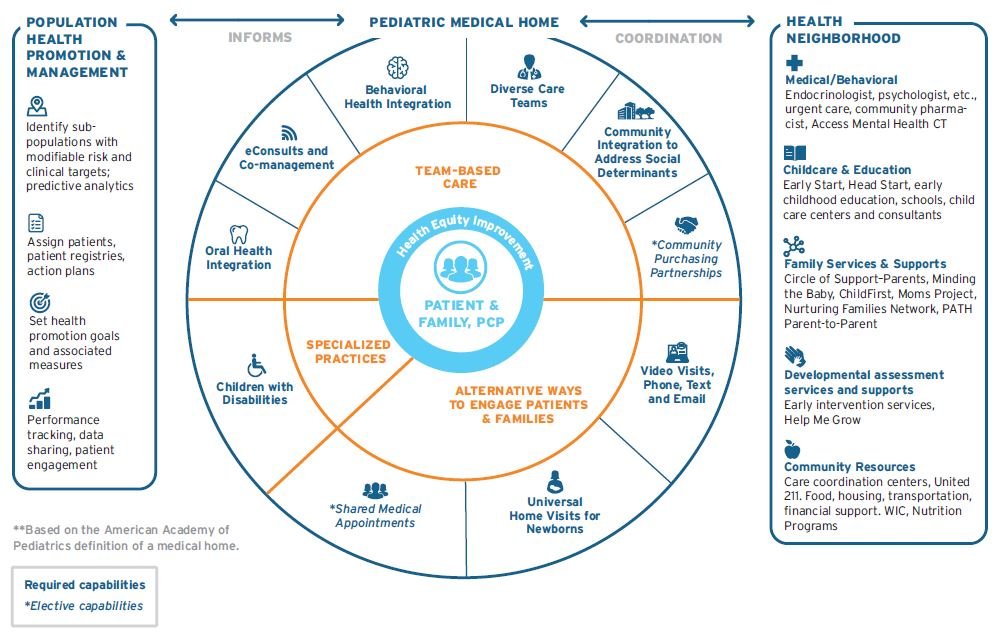 POPULATION
HEALTH
PROMOTION &
MANAGEMENT
Identify sub-
populations with
modifiable risk and
clinical targets;
predictive analytics
Assign patients,
patient registries,
action plans
Set health
promotion goals
and associated
measures
Performance
tracking, data
sharing, patient
engagement
INFORMS
PEDIATRIC MEDICAL HOME
COORDINATION
Behavioral
Health Integration
Diverse Care
Teams
eConsults and
Co-management
Community
Integration to
Address Social
Determinants
Oral Health
Integration
*Community
Purchasing
Partnerships
TEAM-BASED
CARE
Health Equity Improvement
PATIENT &
FAMILY, PCP
SPECIALIZED
PRACTICES
ALTERNATIVE WAYS
TO ENGAGE PATIENTS
& FAMILIES
Children with
Disabilities
Video Visits,
Phone, Text
and Email
*Shared Medical
Appointments
Universal
Home Visits for
Newborns
HEALTH
NEIGHBORHOOD
Medical/Behavioral
Endocrinologist, psychologist, etc.,
urgent care, community pharma-
cist, Access Mental Health CT
Childcare & Education
Early Start, Head Start, early
childhood education, schools, child
care centers and consultants
Family Services & Supports
Circle of Support-Parents, Minding
the Baby, ChildFirst, Moms Project,
Nurturing Families Network, PATH
Parent-to-Parent
Developmental assessment
services and supports
Early intervention services,
Help Me Grow
Community Resources
Care coordination centers, United
211. Food, housing, transportation,
financial support. WIC, Nutrition
Programs
**Based on the American Academy of
Pediatrics definition of a medical home.
Required capabilities
*Elective capabilities